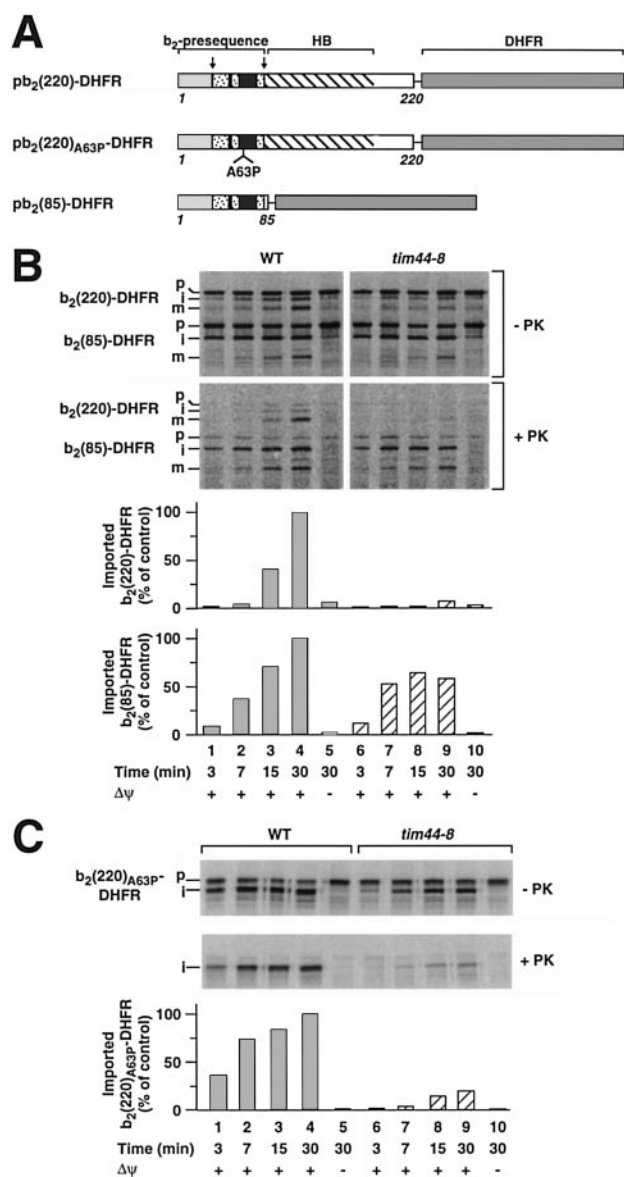 A
b2-presequence HB DHFR
pb2(220)-DHFR
1 220
pb2(220)A63P-DHFR
1 220
A63P
pb2(85)-DHFR
1 85
B
WT tim44-8
p
b2(220)-DHFR i
m
p
b2(85)-DHFR i
m
- PK
p
b2(220)-DHFR i
m
p
b2(85)-DHFR i
m
+ PK
Imported
b2(220)-DHFR
(% of control)
100
50
0
Imported
b2(85)-DHFR
(% of control)
100
50
0
1 2 3 4 5 6 7 8 9 10
Time (min) 3 7 15 30 30 3 7 15 30 30
Δψ + + + + - + + + + -
C
WT tim44-8
b2(220)A63P- p
DHFR i
- PK
i
+ PK
Imported
b2(220)A63P-DHFR
(% of control)
100
50
0
1 2 3 4 5 6 7 8 9 10
Time (min) 3 7 15 30 30 3 7 15 30 30
Δψ + + + + - + + + + -